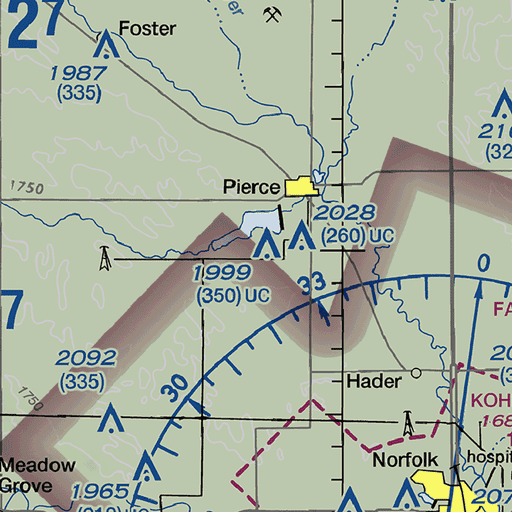 27
Foster
er
1987
(335)
1750
Pierce
2028
(260) UC
1999
(350) UC
33
0
7
2092
(335)
30
1750
Hader
FA
KOH
168
Meadow
Grove
1965
Norfolk
hospit
207